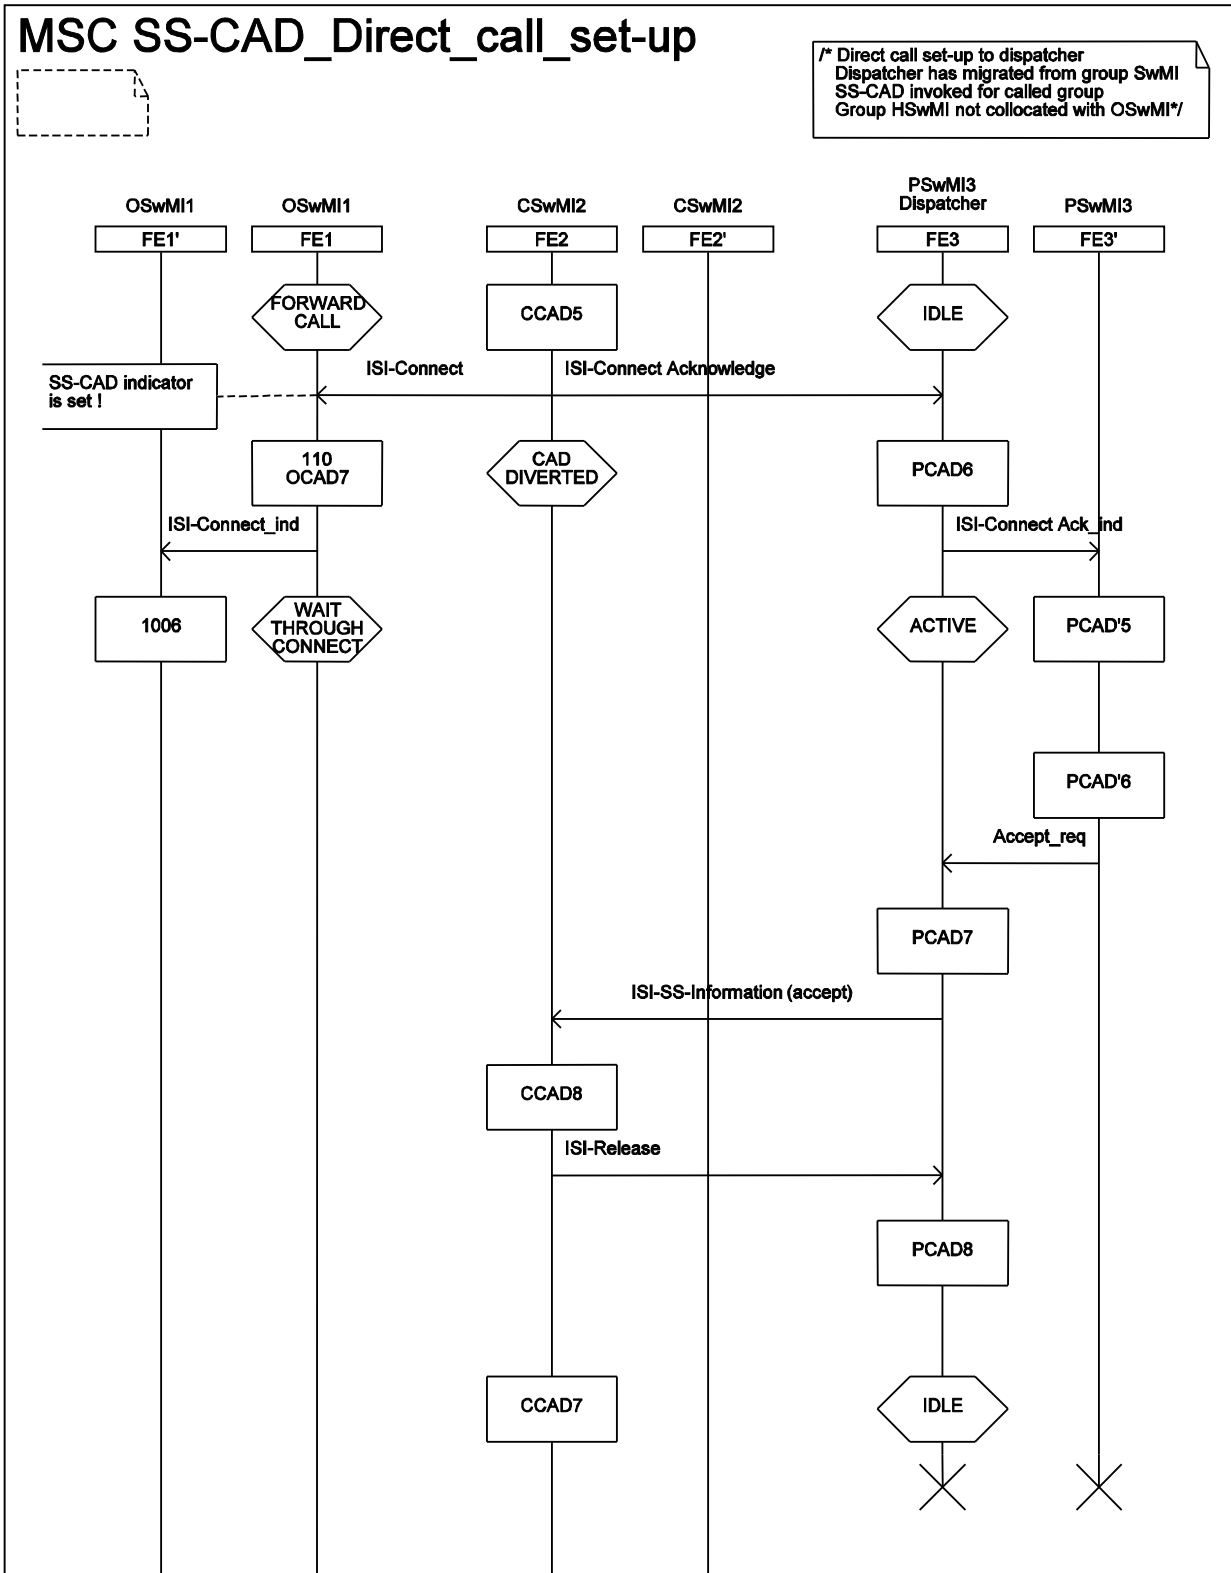 MSC SS-CAD_Direct_call_set-up
/* Direct call set-up to dispatcher
Dispatcher has migrated from group SwMI
SS-CAD invoked for called group
Group HSwMI not collocated with OSwMI*/
OSwMI1
OSwMI1
CSwMI2
CSwMI2
PSwMI3
Dispatcher
PSwMI3
FE1'
FE1
FE2
FE2'
FE3
FE3'
FORWARD
CALL
CCAD5
IDLE
SS-CAD indicator
is set !
ISI-Connect
ISI-Connect Acknowledge
110
OCAD7
CAD
DIVERTED
PCAD6
ISI-Connect_ind
ISI-Connect Ack_ind
1006
WAIT
THROUGH
CONNECT
ACTIVE
PCAD'5
PCAD'6
Accept_req
PCAD7
ISI-SS-Information (accept)
CCAD8
ISI-Release
PCAD8
CCAD7
IDLE